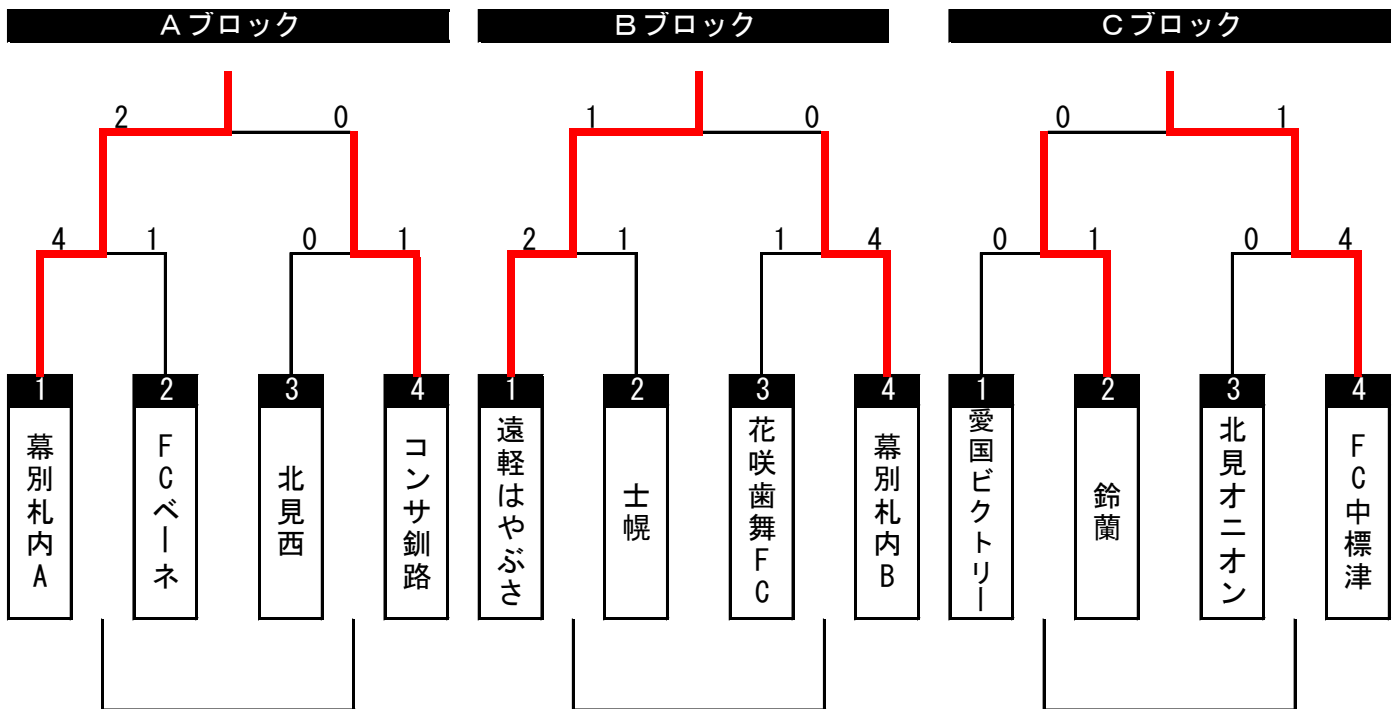 Aブロック
Bブロック
Cブロック
2 0
1 0
0 1
4 1 0 1
2 1 1 4
0 1 0 4
1 2 3 4
1 2 3 4
1 2 3 4
幕別札内A
FCベーネ
北見西
コンサ釧路
遠軽はやぶさ
士幌
花咲歯舞FC
幕別札内B
愛国ビクトリー
鈴蘭
北見オニオン
FC中標津